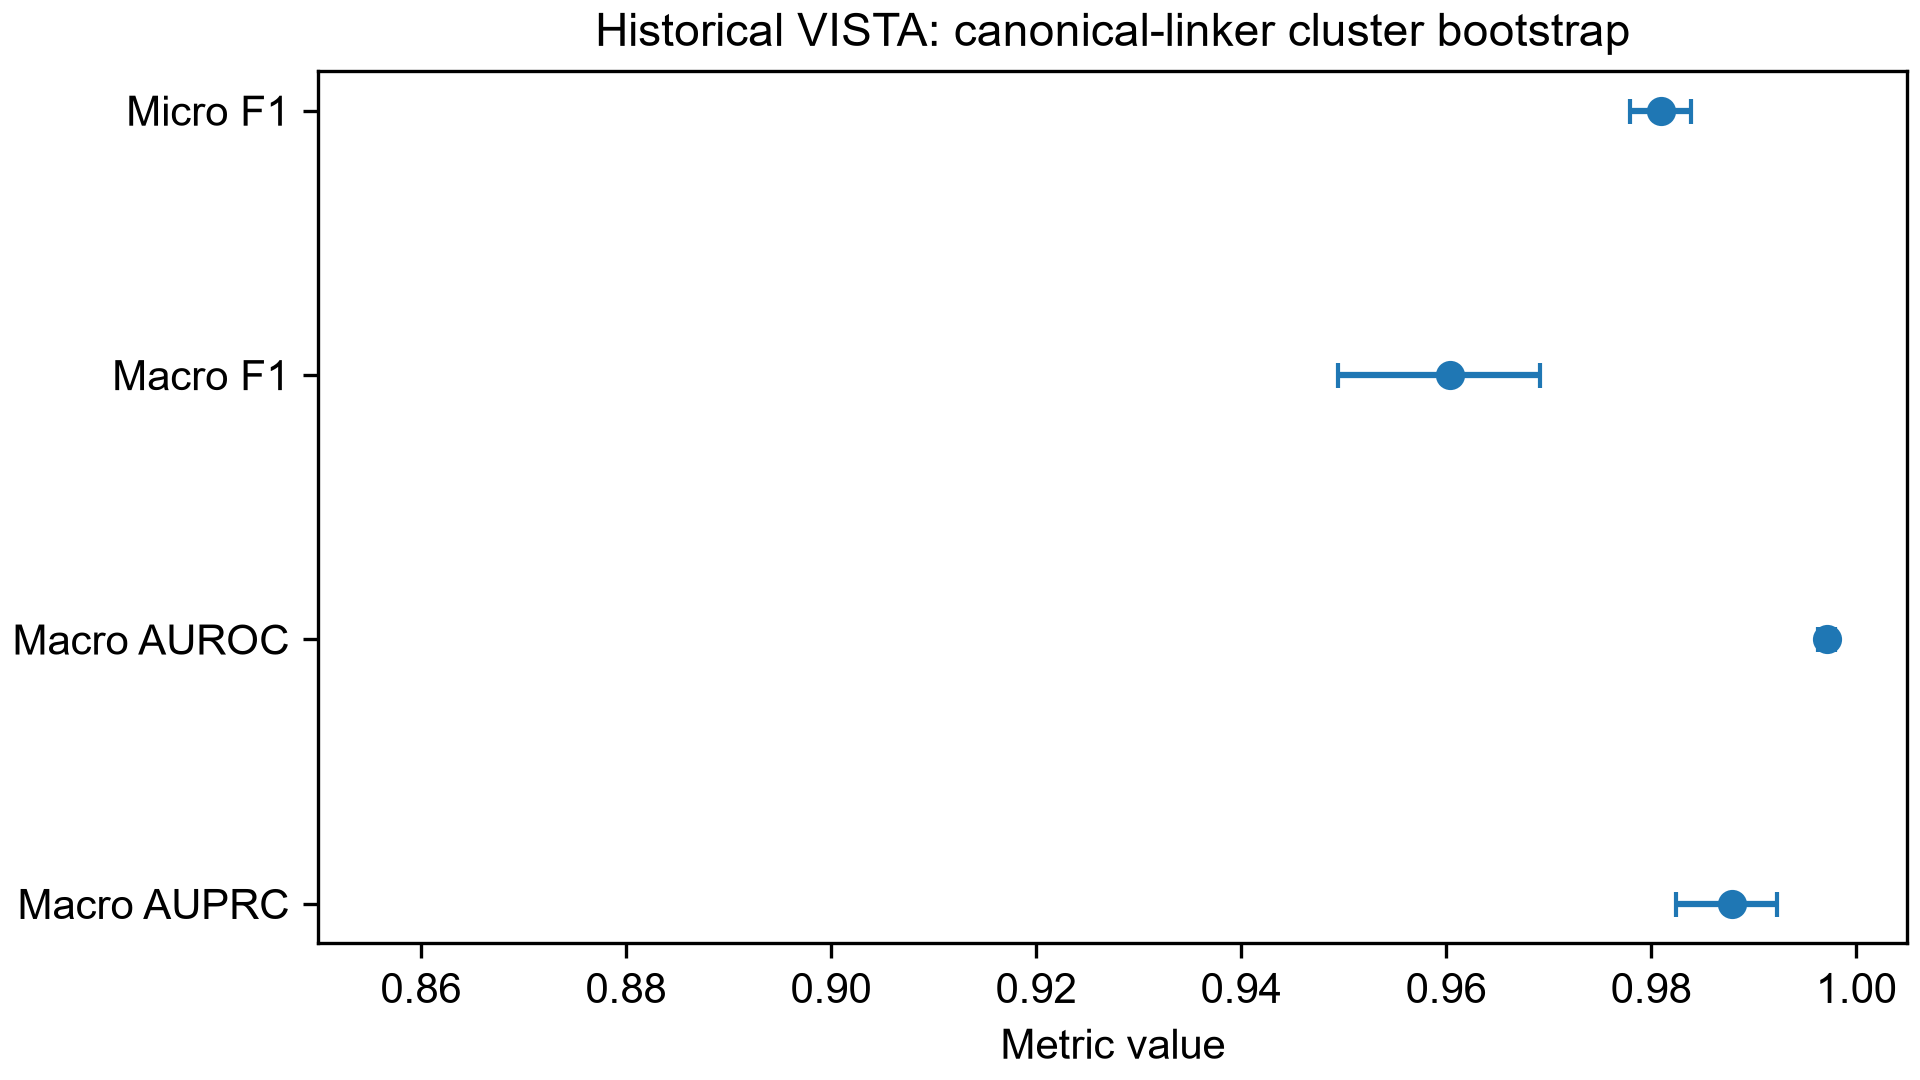 Historical VISTA: canonical-linker cluster bootstrap
Micro F1
Macro F1
Macro AUROC
Macro AUPRC
0.86 0.88 0.90 0.92 0.94 0.96 0.98 1.00
Metric value